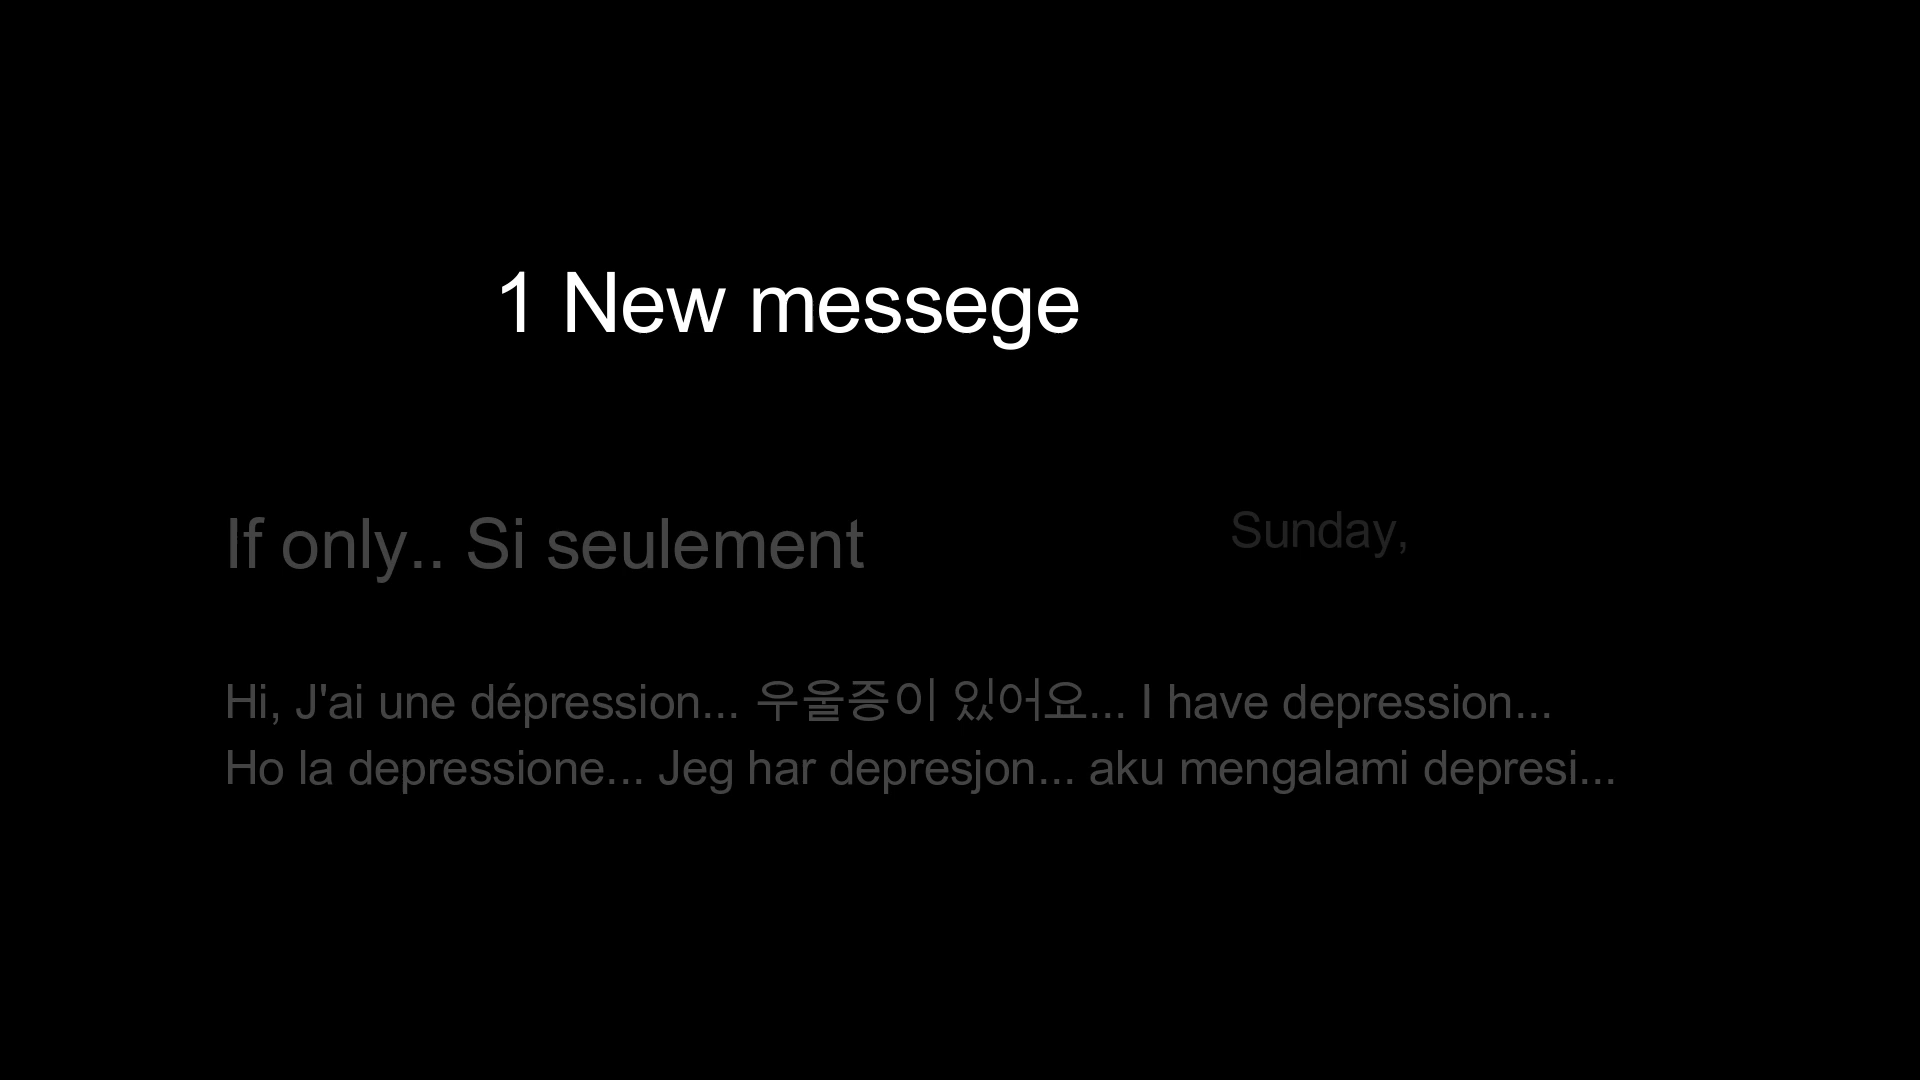 1 New messege
If only.. Si seulement
Sunday,
Hi, J'ai une dépression... 우울증이 있어요... I have depression...
Ho la depressione... Jeg har depresjon... aku mengalami depresi...